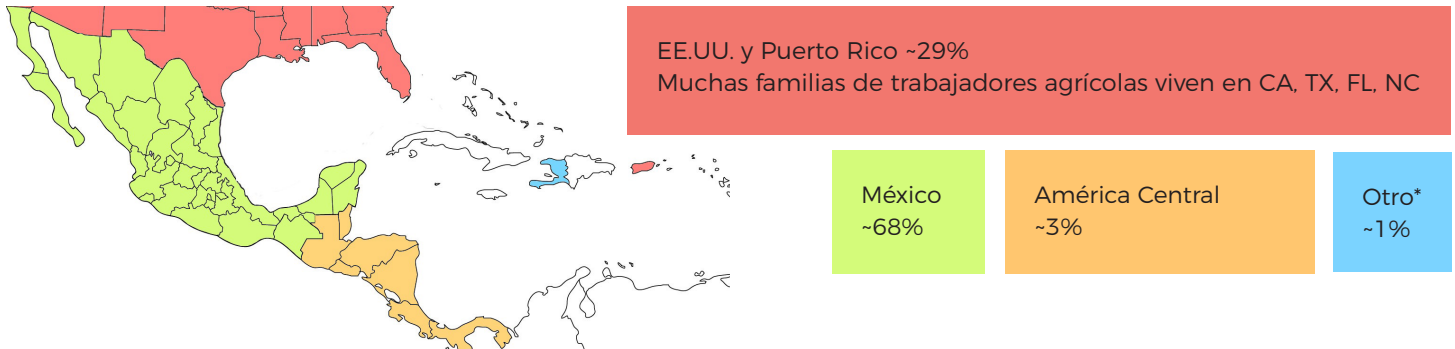 EE.UU. y Puerto Rico ~29%
Muchas familias de trabajadores agrícolas viven en CA, TX, FL, NC
México
~68%
América Central
~3%
Otro*
~1%